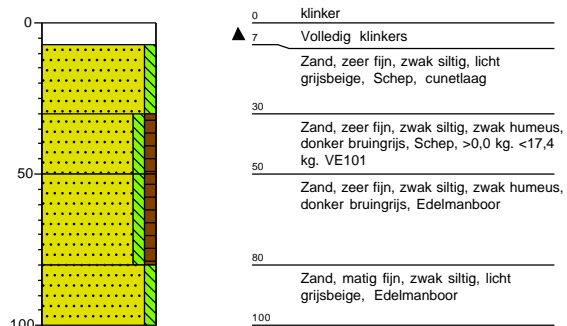 0
50
100
0 klinker
7 Volledig klinkers
Zand, zeer fijn, zwak siltig, licht
grijsbeige, Schep, cunetlaag
30
Zand, zeer fijn, zwak siltig, zwak humeus,
donker bruingrijs, Schep, >0,0 kg. <17,4
kg. VE101
50
Zand, zeer fijn, zwak siltig, zwak humeus,
donker bruingrijs, Edelmanboor
80
Zand, matig fijn, zwak siltig, licht
grijsbeige, Edelmanboor
100